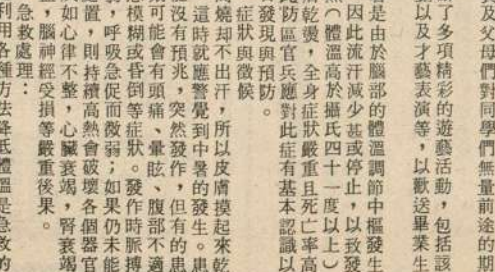 及父母們對同學們無量前途的期
了多項精彩的遊藝活動，包括該
以及才藝表演等，以歡送畢業生
是由於腦部的體溫調節中樞發生
因此流汗減少甚或停止，以致發
（體溫高於攝氏四十一度以上）
膚乾燙，全身症狀嚴重且死亡率高
此防區官兵應對此症有基本認識以
發現與預防。
症狀與徵候
燒却不出汗，所以皮膚摸起來乾
這時就應警覺到中暑的發生。患
沒有預兆，突然發作，但有的患
可能會有頭痛、暈眩、腹部不適
模糊或昏倒等症狀。發作時脈搏
，呼吸急促而微弱；如果仍未能
置，則持續高熱會破壞各個器官
如心律不整，心臟衰竭，腎衰竭
，腦神經受損等嚴重後果。
急救處理：
利用各種方法降低體溫是急救的